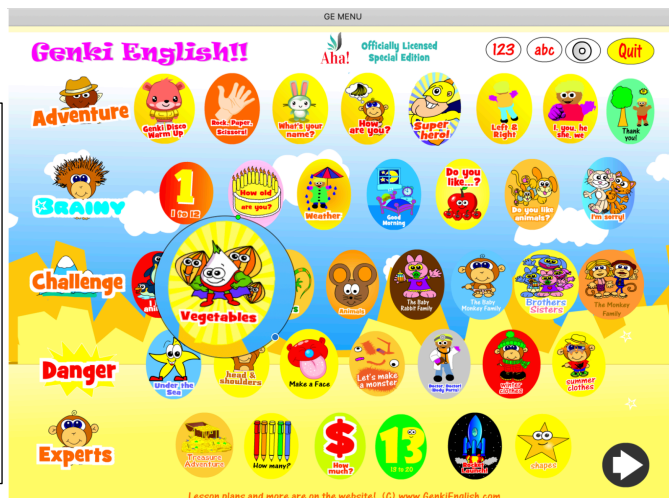 GE MENU
Genki English!!
Aha!
Officially Licensed
Special Edition
123
abc
Quit
Adventure
Genki Disco
Warm Up
Rock, Paper,
Scissors!
What's your
name?
How
are you?
Super
hero!
Left &
Right
I, you, he
she, we
Thank
you!
BRAINY
1
1 to 12
How old
are you?
Weather
Good
Morning
Do you
like...?
Do you like
animals?
I'm sorry!
Challenge
Vegetables
Animals
The Baby
Rabbit Family
The Baby
Monkey Family
Brothers
Sisters
The Monkey
Family
Danger
Under the
Sea
head &
shoulders
Make a Face
Let's make
a monster
Doctor, Doctor!
Body Parts!
winter
clothes
summer
clothes
Experts
Treasure
Adventure
How many?
$
How
much?
13
13 to 20
Rocket
Launch!
shapes
Lesson plans and more are on the website! (C) www.GenkiEnglish.com